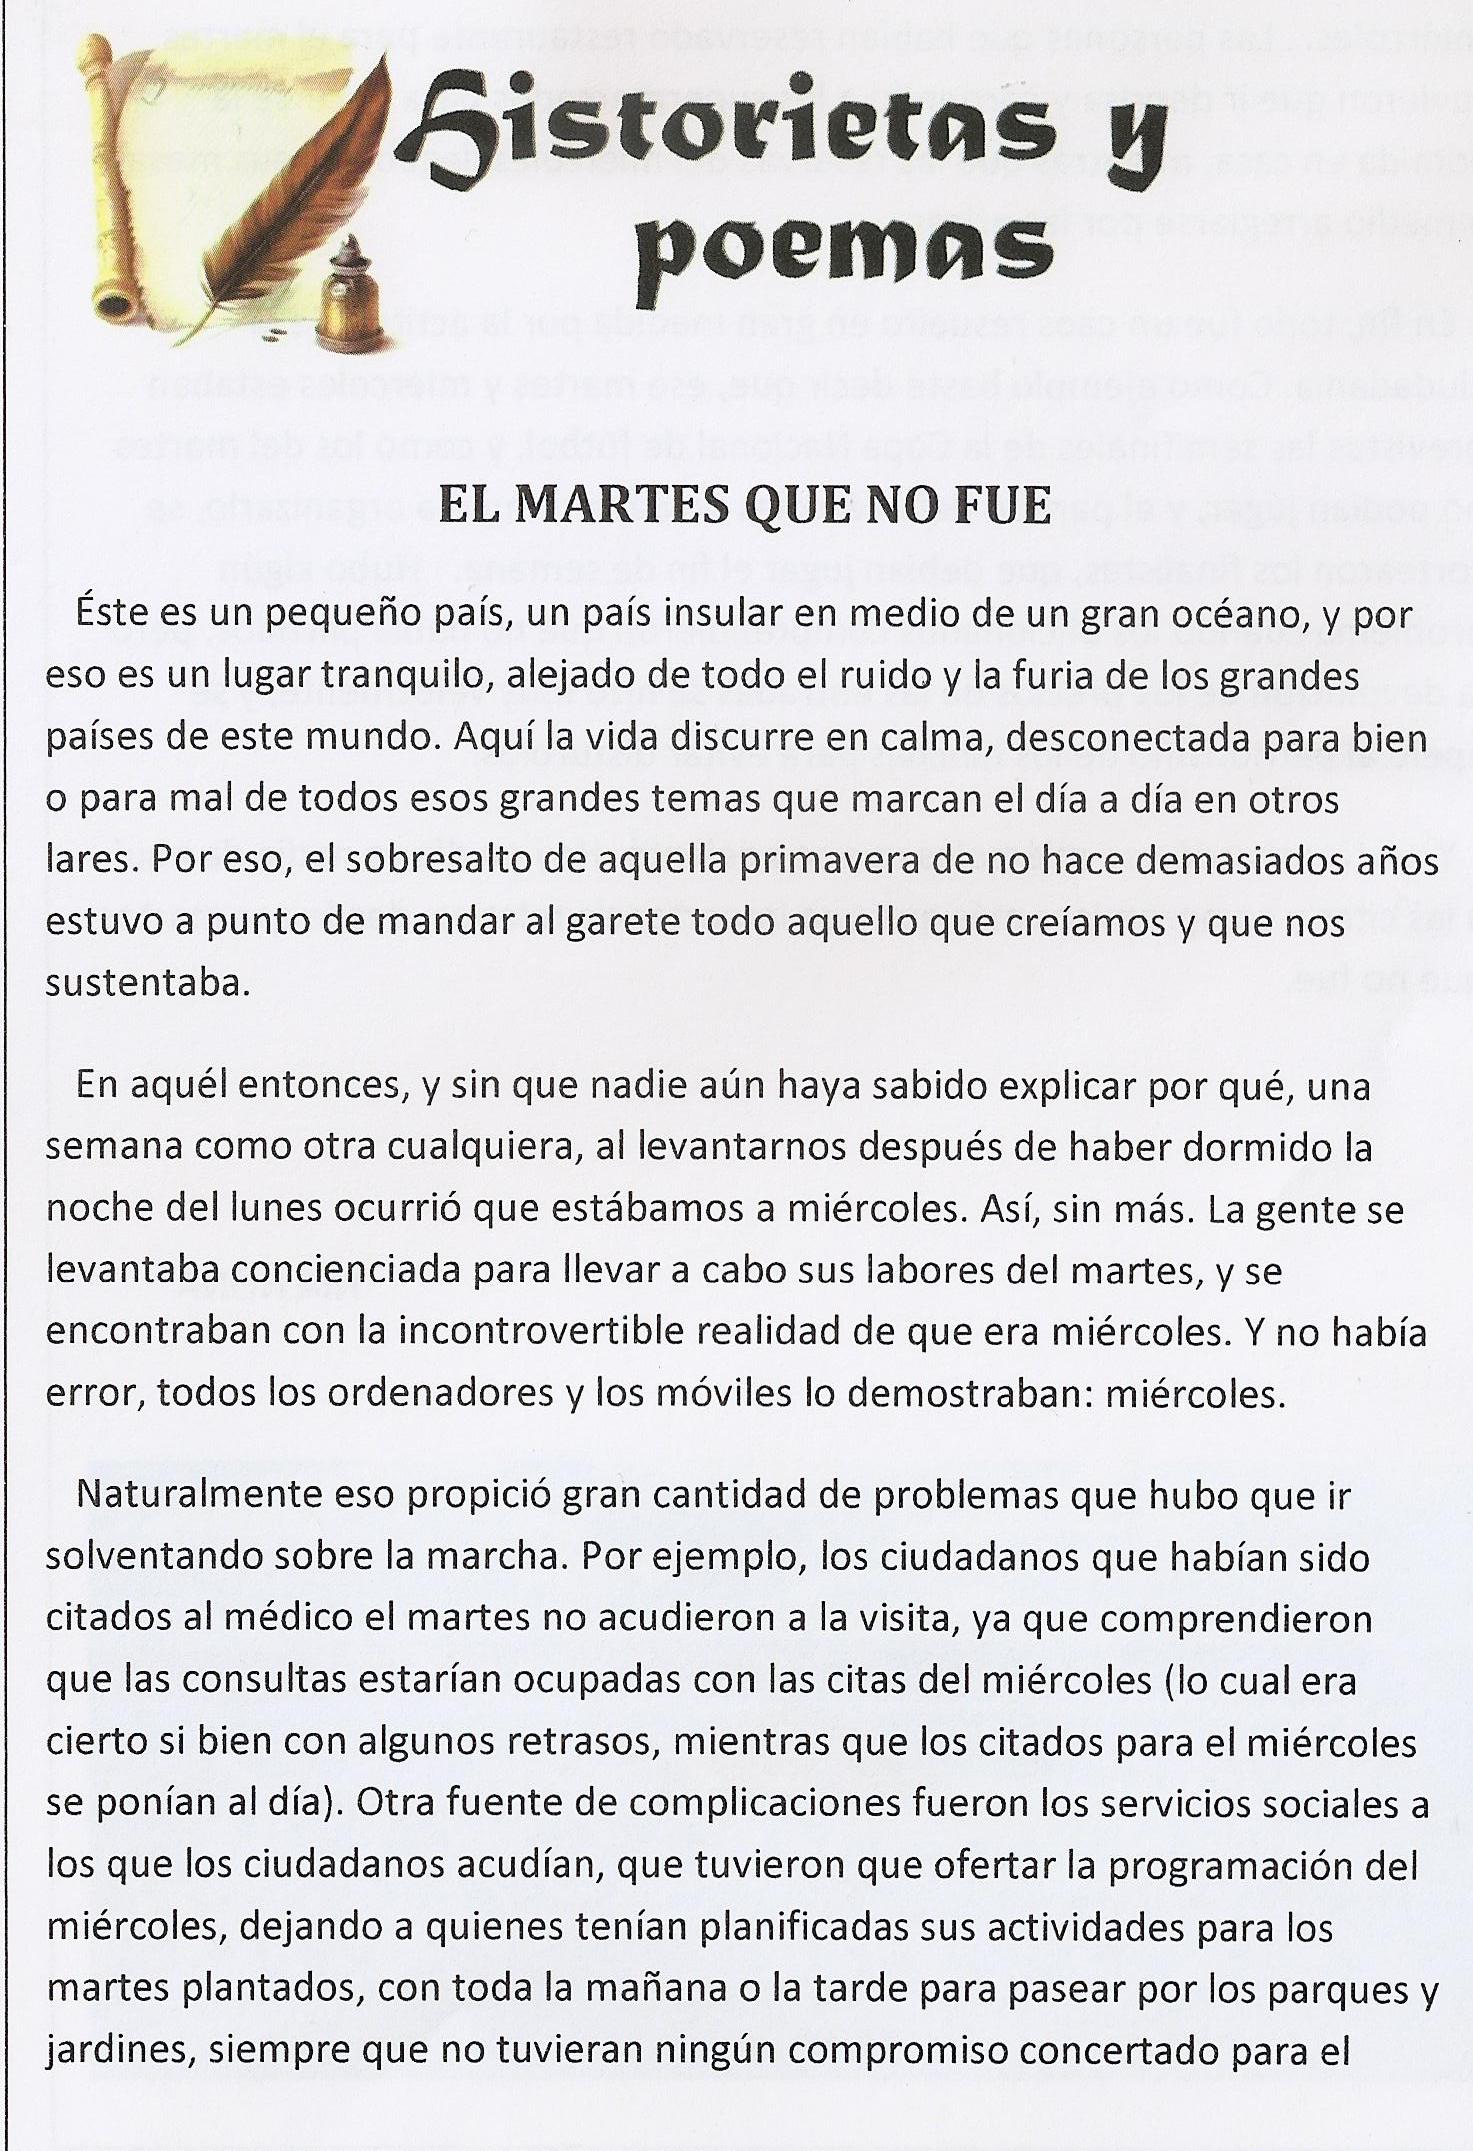 Historietas y
poemas
EL MARTES QUE NO FUE
Éste es un pequeño país, un país insular en medio de un gran océano, y por
eso es un lugar tranquilo, alejado de todo el ruido y la furia de los grandes
países de este mundo. Aquí la vida discurre en calma, desconectada para bien
o para mal de todos esos grandes temas que marcan el día a día en otros
lares. Por eso, el sobresalto de aquella primavera de no hace demasiados años
estuvo a punto de mandar al garete todo aquello que creíamos y que nos
sustentaba.
En aquél entonces, y sin que nadie aún haya sabido explicar por qué, una
semana como otra cualquiera, al levantarnos después de haber dormido la
noche del lunes ocurrió que estábamos a miércoles. Así, sin más. La gente se
levantaba concienciada para llevar a cabo sus labores del martes, y se
encontraban con la incontrovertible realidad de que era miércoles. Y no había
error, todos los ordenadores y los móviles lo demostraban: miércoles.
Naturalmente eso propició gran cantidad de problemas que hubo que ir
solventando sobre la marcha. Por ejemplo, los ciudadanos que habían sido
citados al médico el martes no acudieron a la visita, ya que comprendieron
que las consultas estarían ocupadas con las citas del miércoles (lo cual era
cierto si bien con algunos retrasos, mientras que los citados para el miércoles
se ponían al día). Otra fuente de complicaciones fueron los servicios sociales a
los que los ciudadanos acudían, que tuvieron que ofertar la programación del
miércoles, dejando a quienes tenían planificadas sus actividades para los
martes plantados, con toda la mañana o la tarde para pasear por los parques y
jardines, siempre que no tuvieran ningún compromiso concertado para el